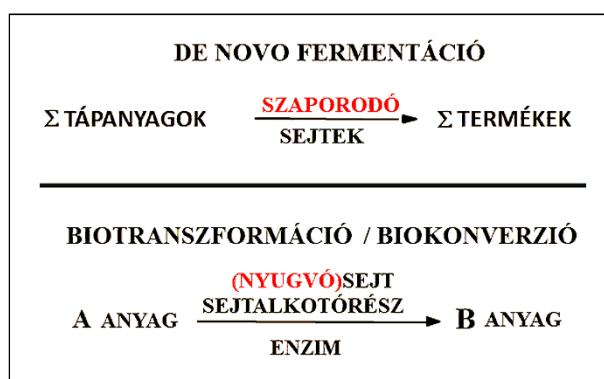 DE NOVO FERMENTÁCIÓ
SZAPORODÓ
Σ TÁPANYAGOK Σ TERMÉKEK
SEJTEK
BIOTRANSZFORMÁCIÓ / BIOKONVERZIÓ
(NYUGVÓ)SEJT
SEJTALKOTÓRÉSZ
A ANYAG B ANYAG
ENZIM